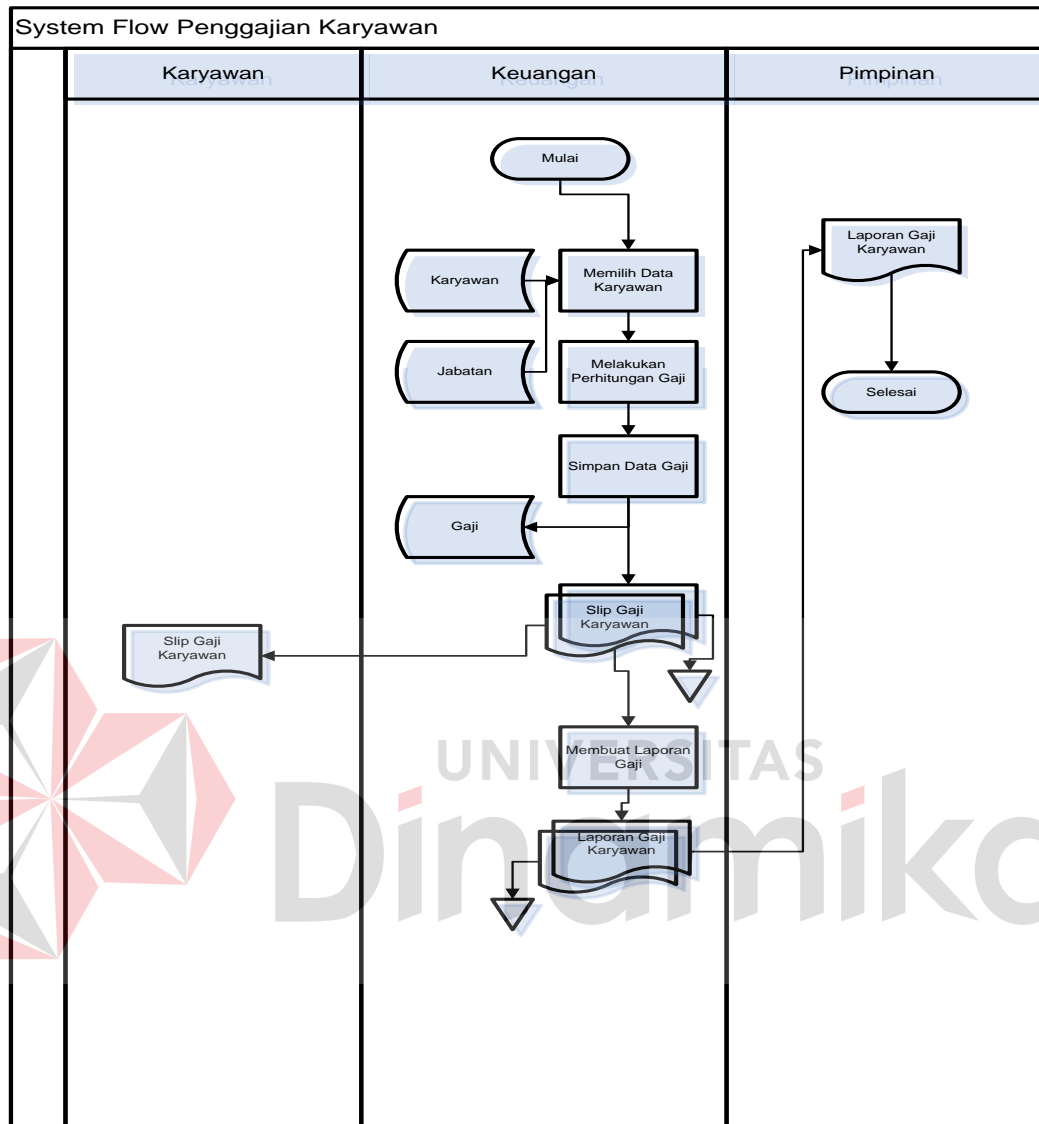 System Flow Penggajian Karyawan
Karyawan
Keuangan
Pimpinan
Mulai
Karyawan
Memilih Data
Karyawan
Jabatan
Melakukan
Perhitungan Gaji
Simpan Data Gaji
Gaji
Slip Gaji
Karyawan
Slip Gaji
Karyawan
Membuat Laporan
Gaji
Laporan Gaji
Karyawan
Laporan Gaji
Karyawan
Selesai
UNIVERSITAS
Dinamika